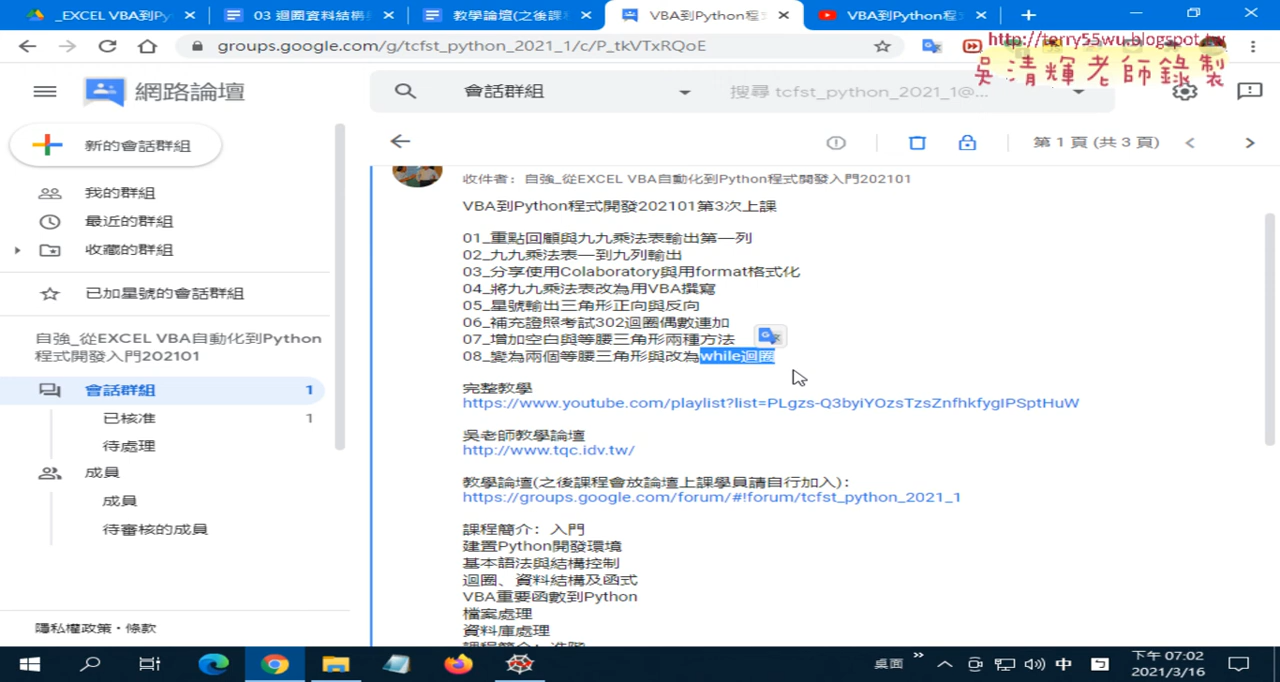 _EXCEL VBA到Py
03 迴圈資料結構
教學論壇(之後課
VBA到Python程
VBA到Python程
groups.google.com/g/tcfst_python_2021_1/c/P_tkVTxRQoE
http://terry55wu.blogspot.tw
吳清輝老師錄製
網路論壇
會話群組
搜尋 tcfst_python_2021_1@...
新的會話群組
第 1 頁 (共 3 頁)
我的群組
最近的群組
收藏的群組
已加星號的會話群組
自強_從EXCEL VBA自動化到Python
程式開發入門202101
會話群組 1
已核准 1
待處理
成員
成員
待審核的成員
隱私權政策・條款
收件者： 自強_從EXCEL VBA自動化到Python程式開發入門202101
VBA到Python程式開發202101第3次上課
01_重點回顧與九九乘法表輸出第一列
02_九九乘法表一到九列輸出
03_分享使用Colaboratory與用format格式化
04_將九九乘法表改為用VBA撰寫
05_星號輸出三角形正向與反向
06_補充證照考試302迴圈偶數連加
07_增加空白與等腰三角形兩種方法
08_變為兩個等腰三角形與改為while迴圈
完整教學
https://www.youtube.com/playlist?list=PLgzs-Q3byiYOzsTzsZnfhkfygIPSptHuW
吳老師教學論壇
http://www.tqc.idv.tw/
教學論壇(之後課程會放論壇上課學員請自行加入)：
https://groups.google.com/forum/#!forum/tcfst_python_2021_1
課程簡介：入門
建置Python開發環境
基本語法與結構控制
迴圈、資料結構及函式
VBA重要函數到Python
檔案處理
資料庫處理
課程簡介：進階
桌面
中
下午 07:02
2021/3/16